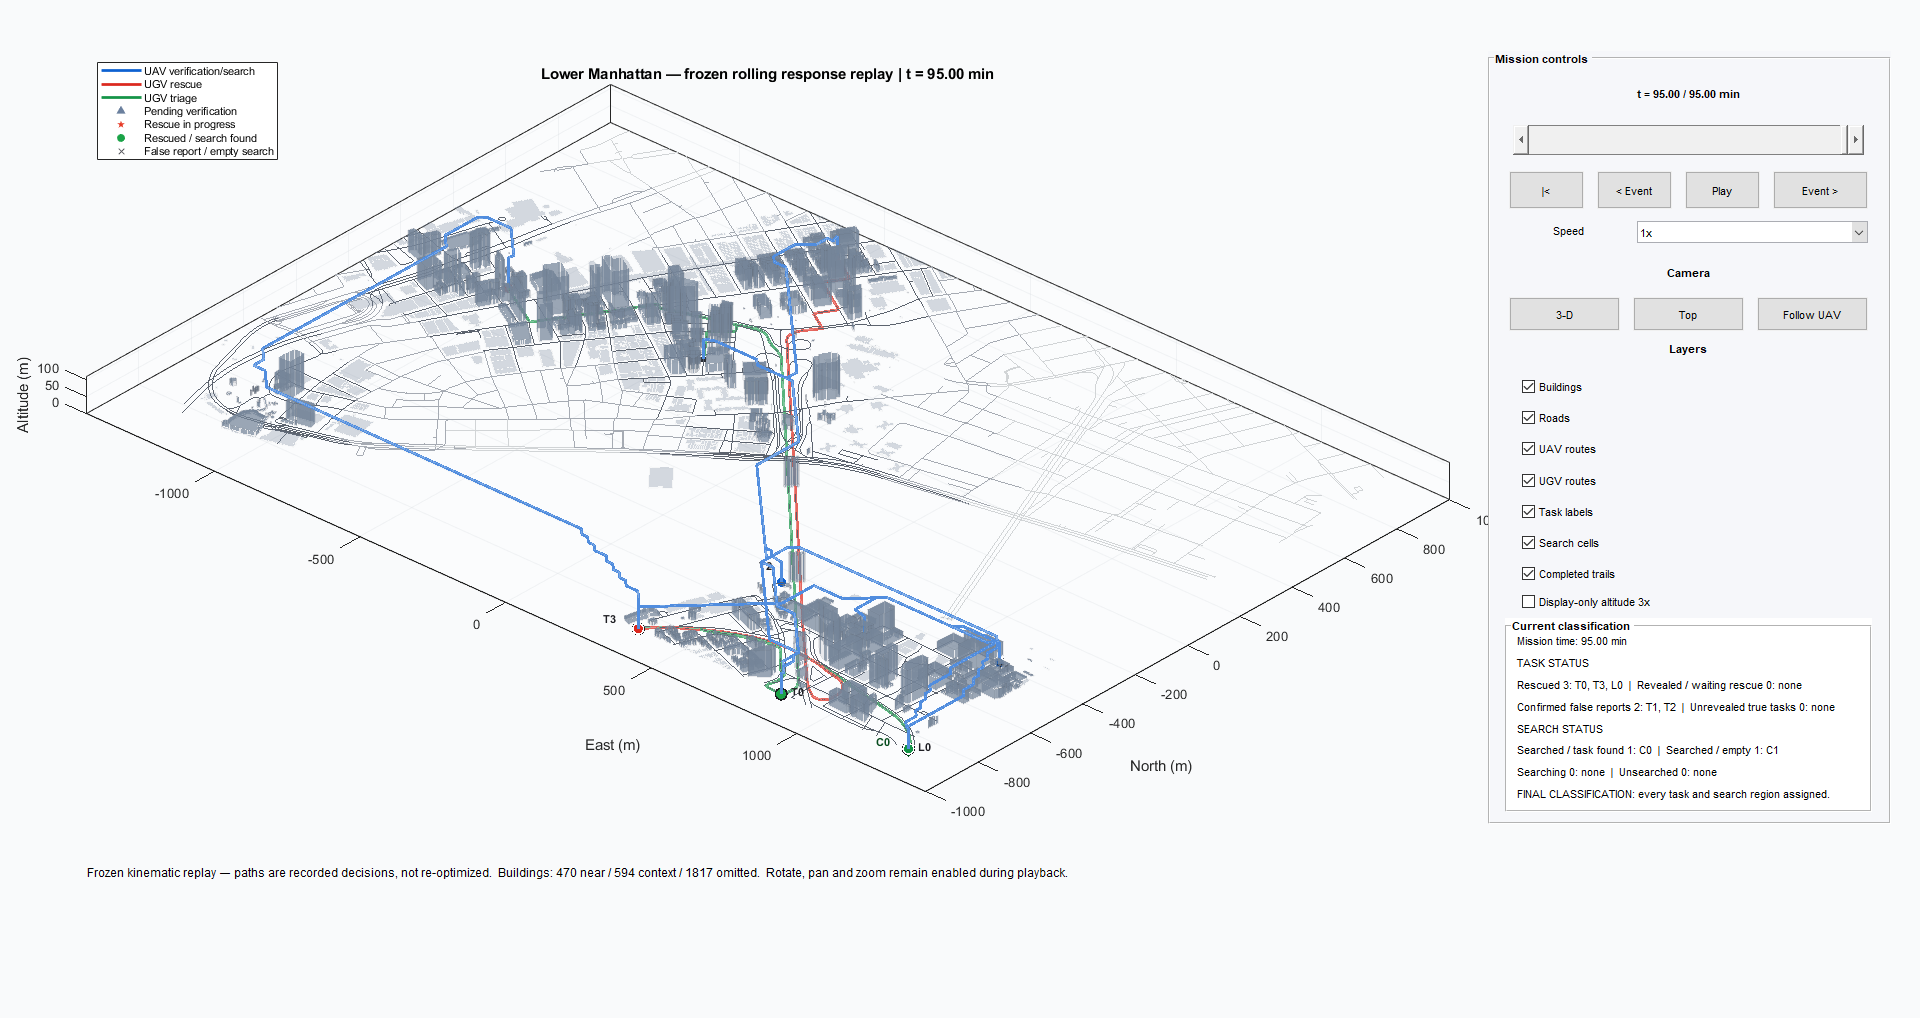 Lower Manhattan — frozen rolling response replay | t = 95.00 min
UAV verification/search
UGV rescue
UGV triage
Pending verification
Rescue in progress
Rescued / search found
False report / empty search
Altitude (m)
100
50
0
-1000
-500
0
500
1000
East (m)
-1000
-800
-600
-400
-200
0
200
400
600
800
10
North (m)
T3
T0
C0
L0
2
Mission controls
t = 95.00 / 95.00 min
|<
< Event
Play
Event >
Speed
1x
Camera
3-D
Top
Follow UAV
Layers
Buildings
Roads
UAV routes
UGV routes
Task labels
Search cells
Completed trails
Display-only altitude 3x
Current classification
Mission time: 95.00 min
TASK STATUS
Rescued 3: T0, T3, L0 | Revealed / waiting rescue 0: none
Confirmed false reports 2: T1, T2 | Unrevealed true tasks 0: none
SEARCH STATUS
Searched / task found 1: C0 | Searched / empty 1: C1
Searching 0: none | Unsearched 0: none
FINAL CLASSIFICATION: every task and search region assigned.
Frozen kinematic replay — paths are recorded decisions, not re-optimized. Buildings: 470 near / 594 context / 1817 omitted. Rotate, pan and zoom remain enabled during playback.